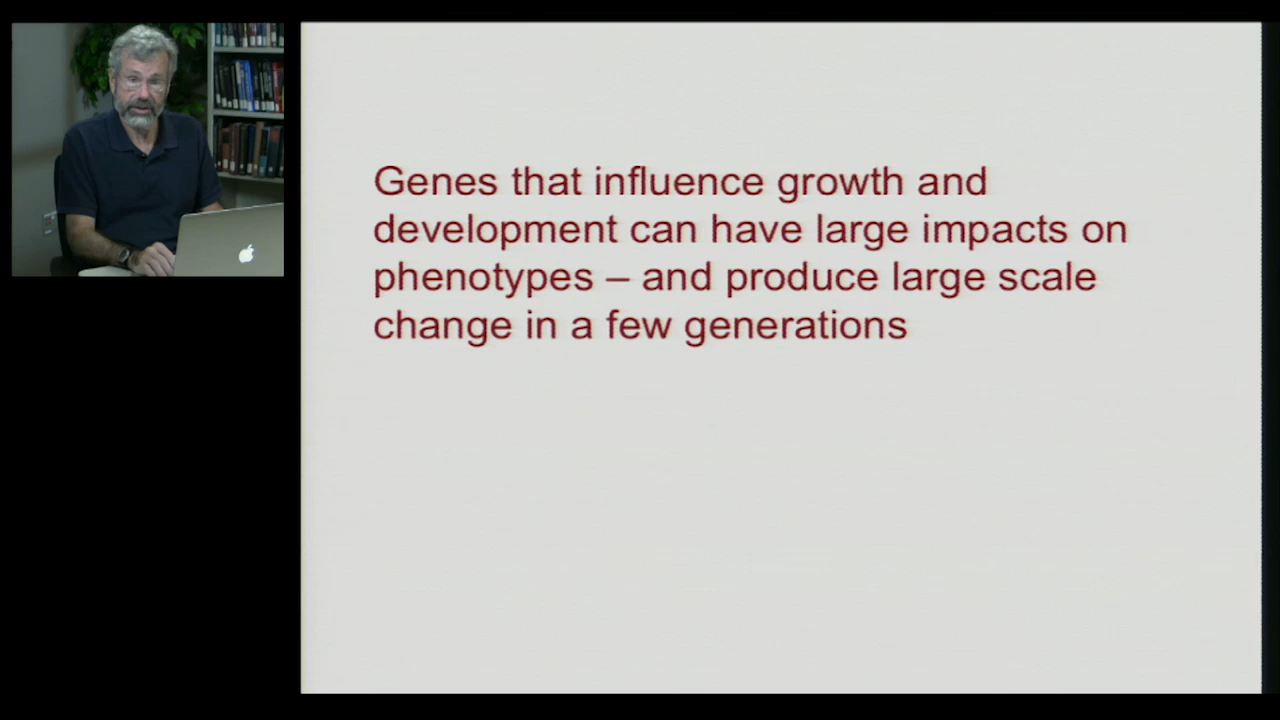 Genes that influence growth and
development can have large impacts on
phenotypes – and produce large scale
change in a few generations